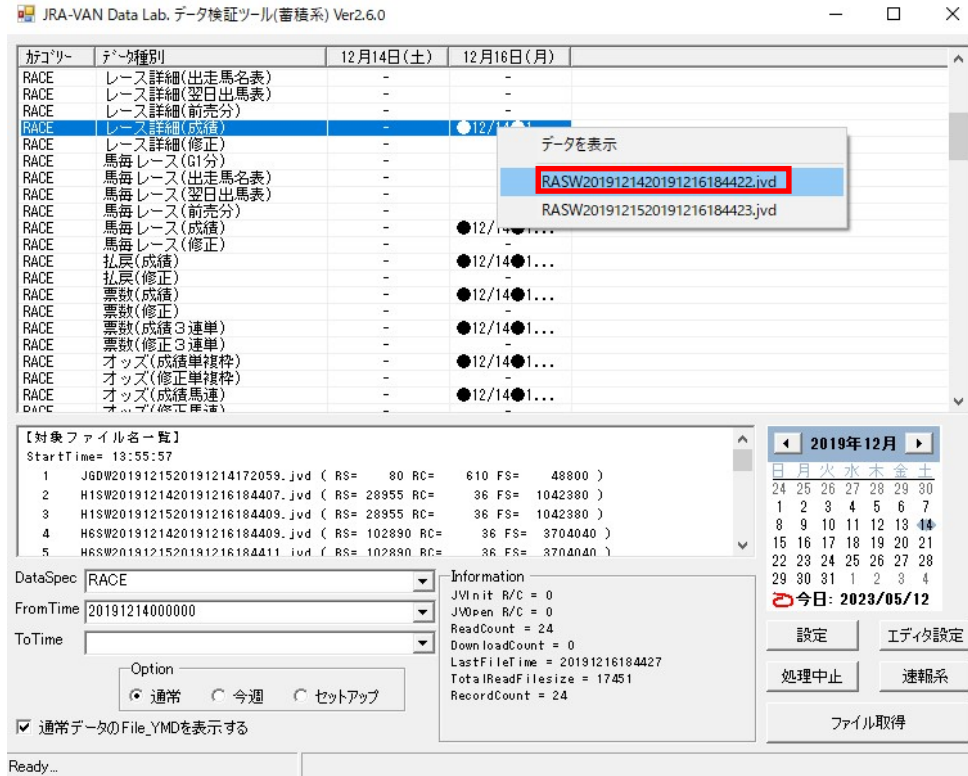 JRA-VAN Data Lab. データ検証ツール(蓄積系) Ver2.6.0
ｶﾃｺﾞﾘｰ ﾃﾞｰﾀ種別 12月14日(土) 12月16日(月)
RACE レース詳細(出走馬名表) - -
RACE レース詳細(翌日出馬表) - -
RACE レース詳細(前売分) - -
RACE レース詳細(成績) - ●12/14●1...
RACE レース詳細(修正) -
RACE 馬毎レース(G1分) -
RACE 馬毎レース(出走馬名表) -
RACE 馬毎レース(翌日出馬表) -
RACE 馬毎レース(前売分) -
RACE 馬毎レース(成績) - ●12/14●1...
RACE 馬毎レース(修正) - -
RACE 払戻(成績) - ●12/14●1...
RACE 払戻(修正) - -
RACE 票数(成績) - ●12/14●1...
RACE 票数(修正) - -
RACE 票数(成績３連単) - ●12/14●1...
RACE 票数(修正３連単) - -
RACE オッズ(成績単複枠) - ●12/14●1...
RACE オッズ(修正単複枠) - -
RACE オッズ(成績馬連) - ●12/14●1...
RACE オッズ(修正馬連)
データを表示
RASW2019121420191216184422.jvd
RASW2019121520191216184423.jvd
【対象ファイル名一覧】
StartTime= 13:55:57
1 JGDW2019121520191214172059.jvd ( RS= 80 RC= 610 FS= 48800 )
2 H1SW2019121420191216184407.jvd ( RS= 28955 RC= 36 FS= 1042380 )
3 H1SW2019121520191216184409.jvd ( RS= 28955 RC= 36 FS= 1042380 )
4 H6SW2019121420191216184409.jvd ( RS= 102890 RC= 36 FS= 3704040 )
5 H6SW2019121520191216184411.jvd ( RS= 102890 RC= 36 FS= 3704040 )
2019年12月
日 月 火 水 木 金 土
24 25 26 27 28 29 30
1 2 3 4 5 6 7
8 9 10 11 12 13 14
15 16 17 18 19 20 21
22 23 24 25 26 27 28
29 30 31 1 2 3 4
今日: 2023/05/12
DataSpec RACE
FromTime 20191214000000
ToTime
Option
通常 今週 セットアップ
通常データのFile_YMDを表示する
Information
JVInit R/C = 0
JVOpen R/C = 0
ReadCount = 24
DownloadCount = 0
LastFileTime = 20191216184427
TotalReadFilesize = 17451
RecordCount = 24
設定 エディタ設定
処理中止 速報系
ファイル取得
Ready...